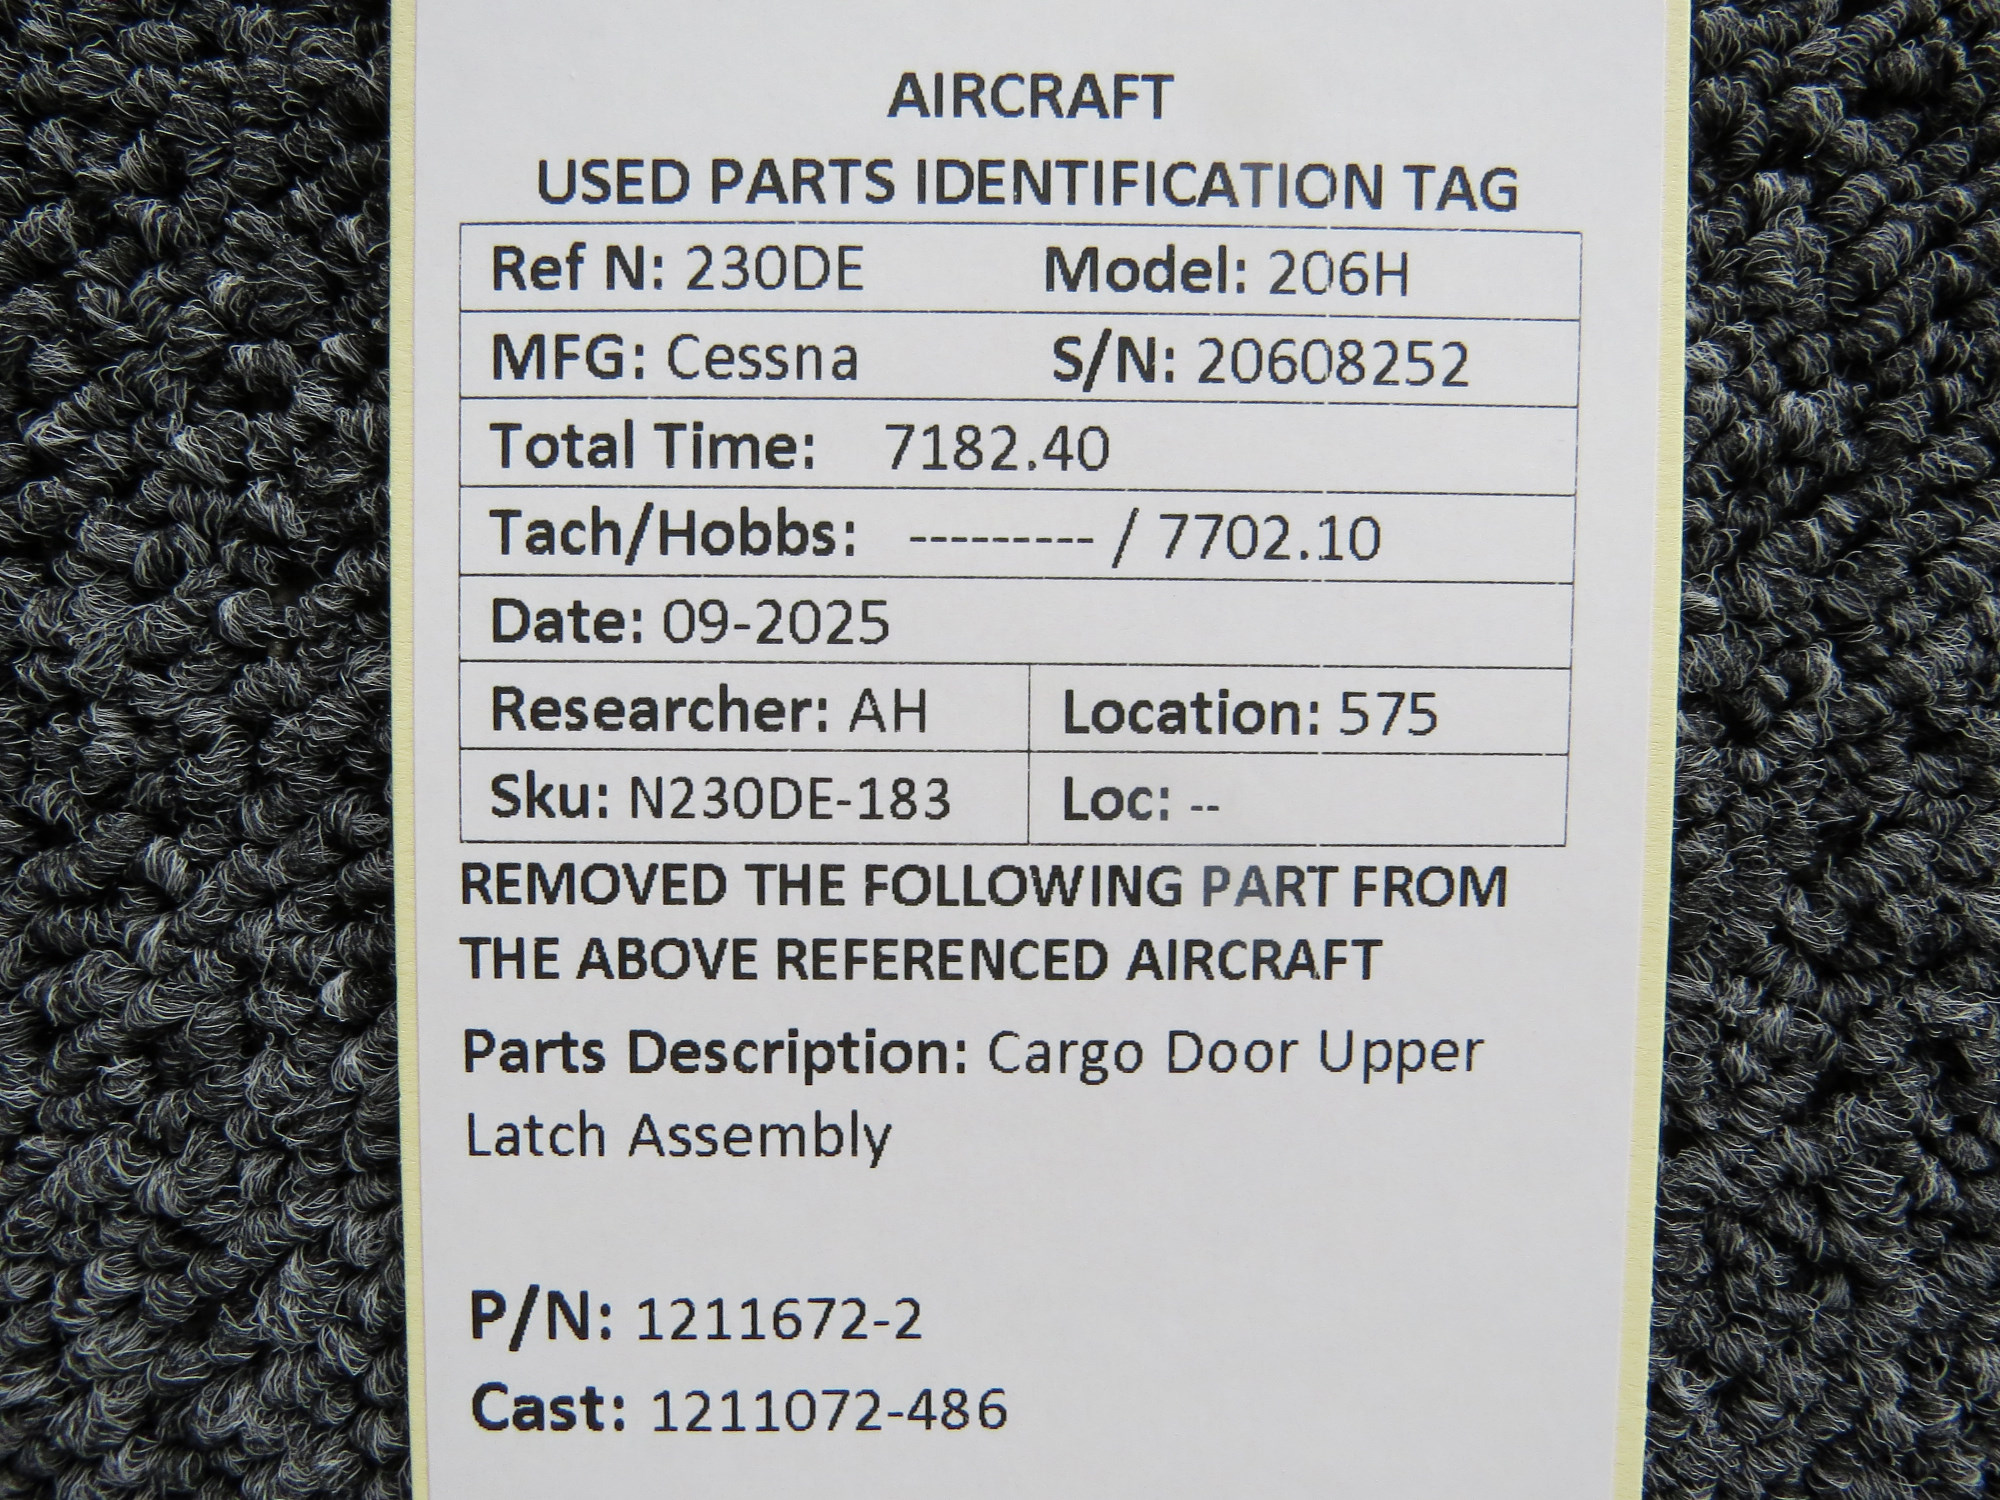 AIRCRAFT
USED PARTS IDENTIFICATION TAG
Ref N: 230DE Model: 206H
MFG: Cessna S/N: 20608252
Total Time: 7182.40
Tach/Hobbs: --------- / 7702.10
Date: 09-2025
Researcher: AH Location: 575
Sku: N230DE-183 Loc: --
REMOVED THE FOLLOWING PART FROM
THE ABOVE REFERENCED AIRCRAFT
Parts Description: Cargo Door Upper
Latch Assembly
P/N: 1211672-2
Cast: 1211072-486